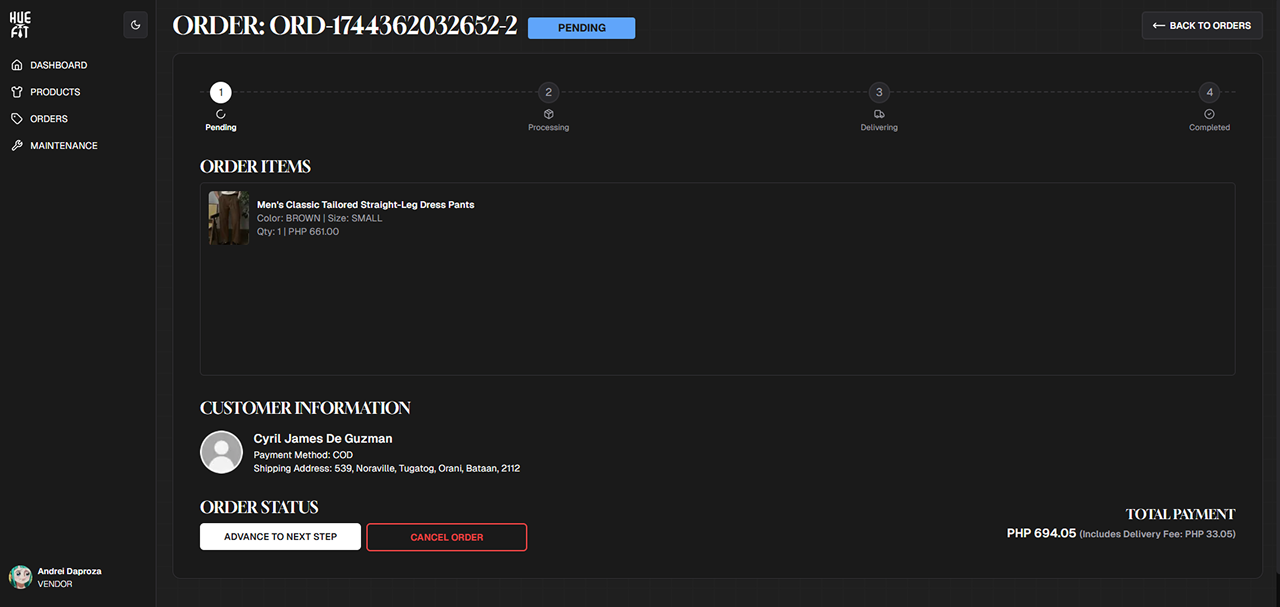 HUE
FIT
DASHBOARD
PRODUCTS
ORDERS
MAINTENANCE
Andrei Daproza
VENDOR
ORDER: ORD-1744362032652-2
PENDING
← BACK TO ORDERS
1
Pending
2
Processing
3
Delivering
4
Completed
ORDER ITEMS
Men's Classic Tailored Straight-Leg Dress Pants
Color: BROWN | Size: SMALL
Qty: 1 | PHP 661.00
CUSTOMER INFORMATION
Cyril James De Guzman
Payment Method: COD
Shipping Address: 539, Noraville, Tugatog, Orani, Bataan, 2112
ORDER STATUS
ADVANCE TO NEXT STEP
CANCEL ORDER
TOTAL PAYMENT
PHP 694.05 (Includes Delivery Fee: PHP 33.05)